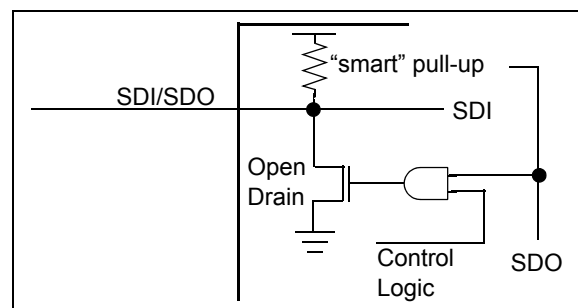 “smart” pull-up
SDI/SDO
SDI
Open
Drain
Control
Logic
SDO